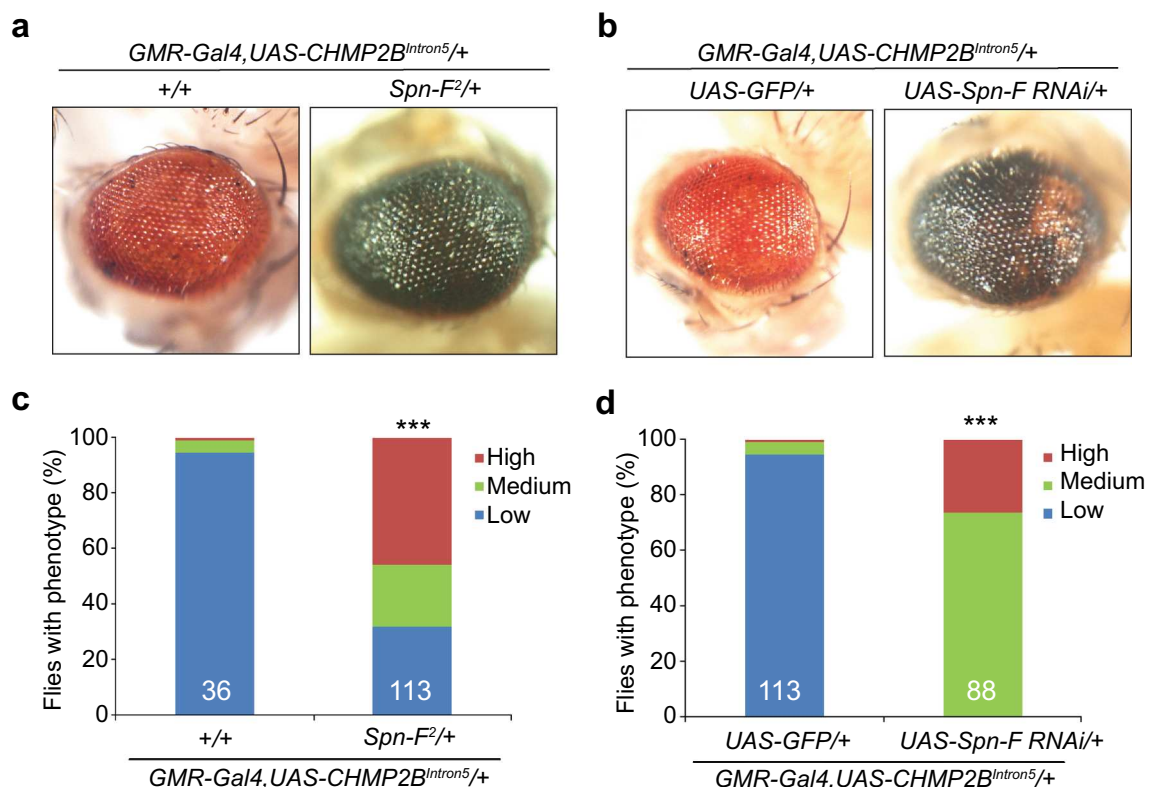 a
GMR-Gal4,UAS-CHMP2B^Intron5/+
+/+ Spn-F²/+
b
GMR-Gal4,UAS-CHMP2B^Intron5/+
UAS-GFP/+ UAS-Spn-F RNAi/+
c
Flies with phenotype (%)
100
80
60
40
20
0
***
High
Medium
Low
36 113
+/+ Spn-F²/+
GMR-Gal4,UAS-CHMP2B^Intron5/+
d
Flies with phenotype (%)
100
80
60
40
20
0
***
High
Medium
Low
113 88
UAS-GFP/+ UAS-Spn-F RNAi/+
GMR-Gal4,UAS-CHMP2B^Intron5/+